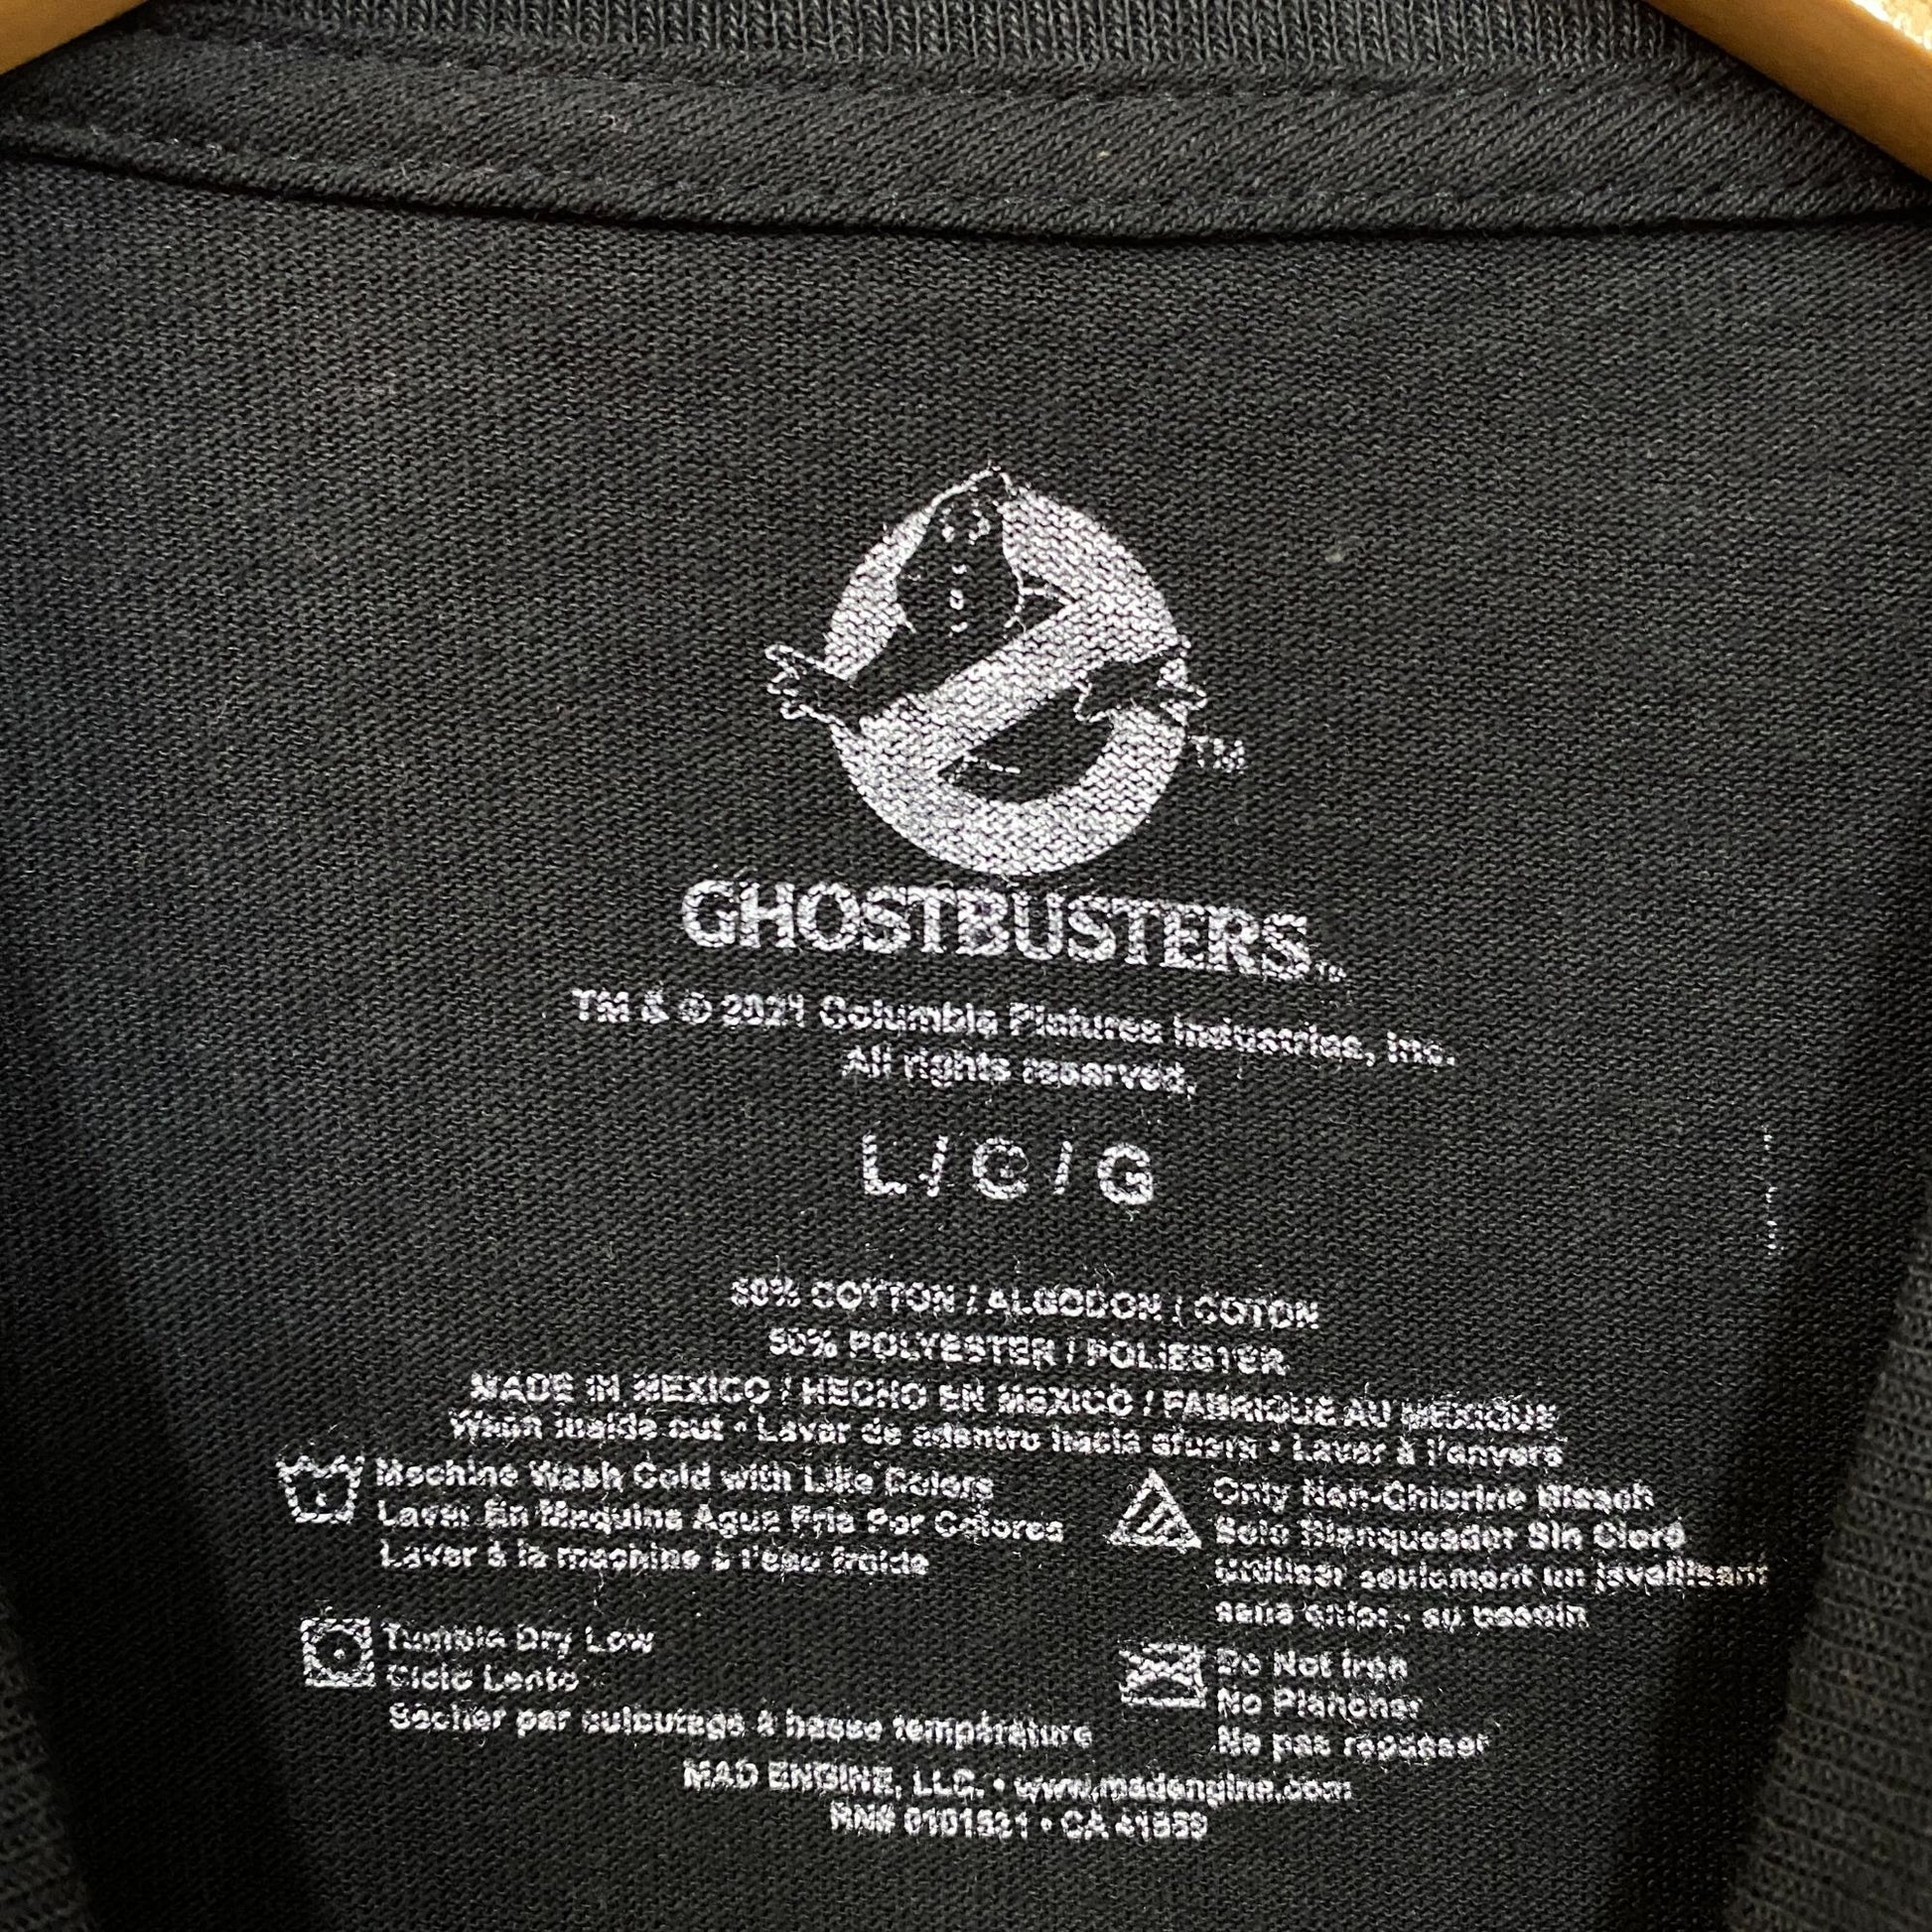 TM
GHOSTBUSTERS™
TM & © 2021 Columbia Pictures Industries, Inc.
All rights reserved.
L / C / G
50% COTTON / ALGODON / COTON
50% POLYESTER / POLIESTER
MADE IN MEXICO / HECHO EN MEXICO / FABRIQUE AU MEXIQUE
Wash inside out • Lavar de adentro hacia afuera • Laver à l'envers
Machine Wash Cold with Like Colors
Lavar En Maquina Agua Fria Por Colores
Laver à la machine à l'eau froide
Only Non-Chlorine Bleach
Solo Blanqueador Sin Cloro
Utiliser seulement un javellisant
sans chlore au besoin
Tumble Dry Low
Ciclo Lento
Sécher par culbutage à basse température
Do Not Iron
No Planchar
Ne pas repasser
MAD ENGINE, LLC. • www.madengine.com
RN# • CA